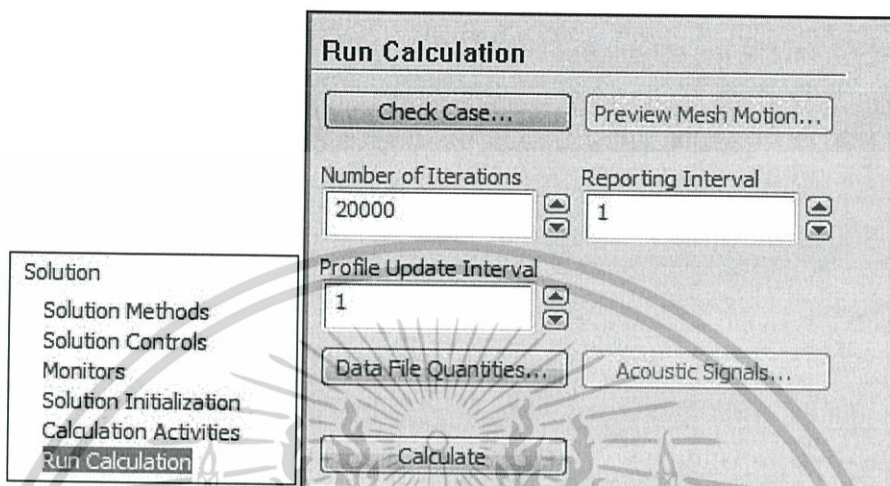 Solution
Solution Methods
Solution Controls
Monitors
Solution Initialization
Calculation Activities
Run Calculation
Run Calculation
Check Case...
Preview Mesh Motion...
Number of Iterations
Reporting Interval
20000
1
Profile Update Interval
1
Data File Quantities...
Acoustic Signals...
Calculate